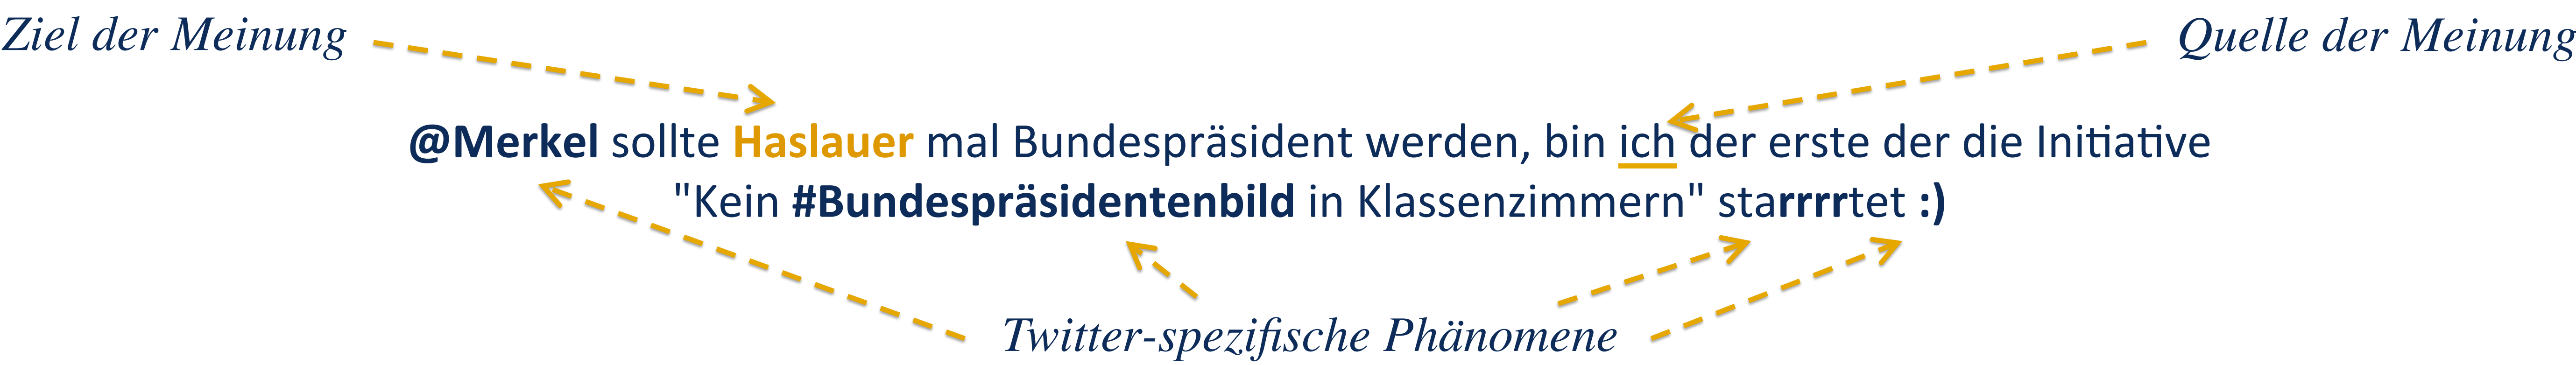 Ziel der Meinung
Quelle der Meinung
@Merkel sollte Haslauer mal Bundespräsident werden, bin ich der erste der die Initiative
"Kein #Bundespräsidentenbild in Klassenzimmern" starrrrtet :)
Twitter-spezifische Phänomene